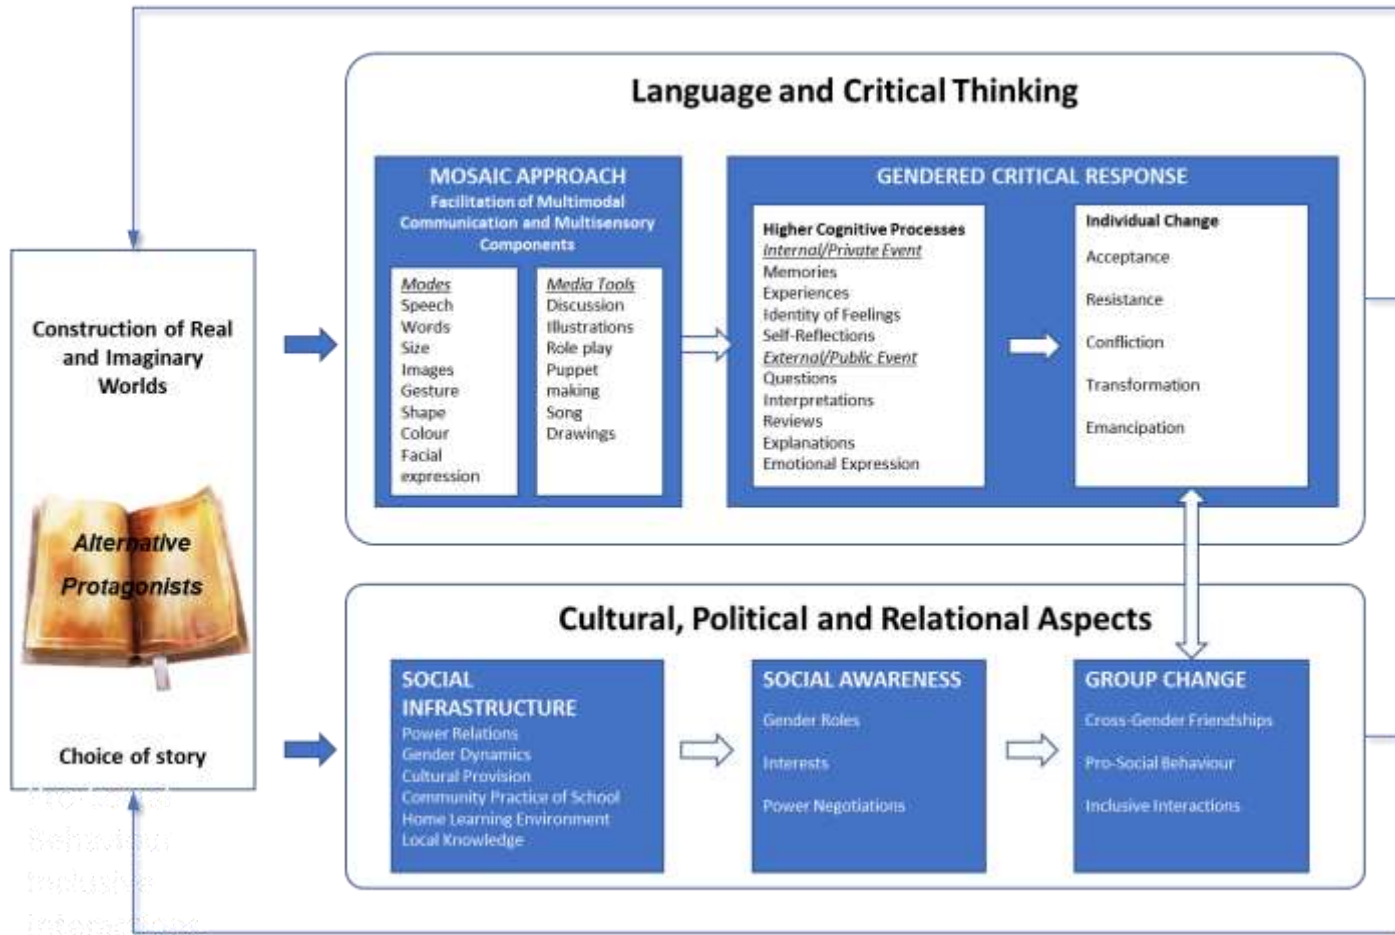 Language and Critical Thinking
MOSAIC APPROACH
Facilitation of Multimodal
Communication and Multisensory
Components
Modes
Speech
Words
Size
Images
Gesture
Shape
Colour
Facial
expression
Media Tools
Discussion
Illustrations
Role play
Puppet
making
Song
Drawings
GENDERED CRITICAL RESPONSE
Higher Cognitive Processes
Internal/Private Event
Memories
Experiences
Identity of Feelings
Self-Reflections
External/Public Event
Questions
Interpretations
Reviews
Explanations
Emotional Expression
Individual Change
Acceptance
Resistance
Confliction
Transformation
Emancipation
Construction of Real
and Imaginary
Worlds
Alternative
Protagonists
Choice of story
Pro-Social
Behaviour
Inclusive
Interactions
Cultural, Political and Relational Aspects
SOCIAL
INFRASTRUCTURE
Power Relations
Gender Dynamics
Cultural Provision
Community Practice of School
Home Learning Environment
Local Knowledge
SOCIAL AWARENESS
Gender Roles
Interests
Power Negotiations
GROUP CHANGE
Cross-Gender Friendships
Pro-Social Behaviour
Inclusive Interactions